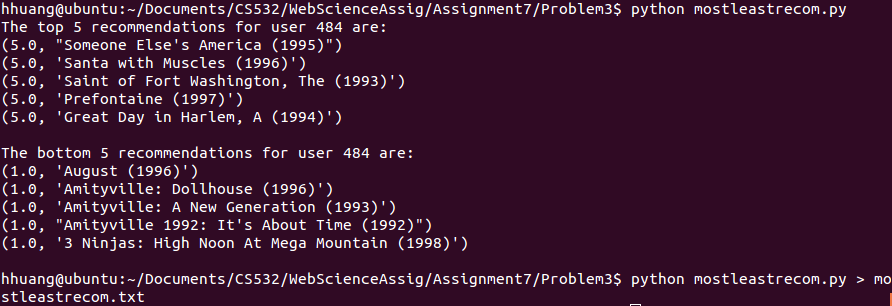 hhuang@ubuntu:~/Documents/CS532/WebScienceAssig/Assignment7/Problem3$ python mostleastrecom.py
The top 5 recommendations for user 484 are:
(5.0, "Someone Else's America (1995)")
(5.0, 'Santa with Muscles (1996)')
(5.0, 'Saint of Fort Washington, The (1993)')
(5.0, 'Prefontaine (1997)')
(5.0, 'Great Day in Harlem, A (1994)')

The bottom 5 recommendations for user 484 are:
(1.0, 'August (1996)')
(1.0, 'Amityville: Dollhouse (1996)')
(1.0, 'Amityville: A New Generation (1993)')
(1.0, "Amityville 1992: It's About Time (1992)")
(1.0, '3 Ninjas: High Noon At Mega Mountain (1998)')

hhuang@ubuntu:~/Documents/CS532/WebScienceAssig/Assignment7/Problem3$ python mostleastrecom.py > mo
stleastrecom.txt